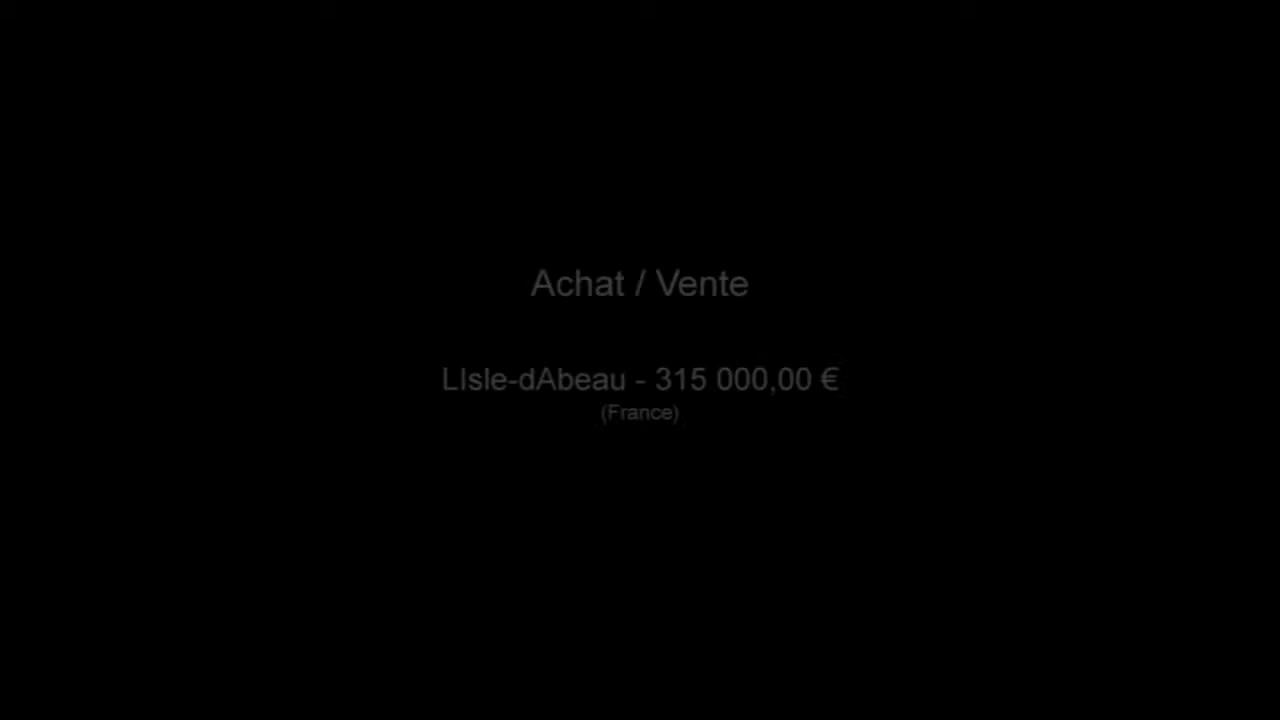 Achat / Vente
LIsle-dAbeau - 315 000,00 €
(France)